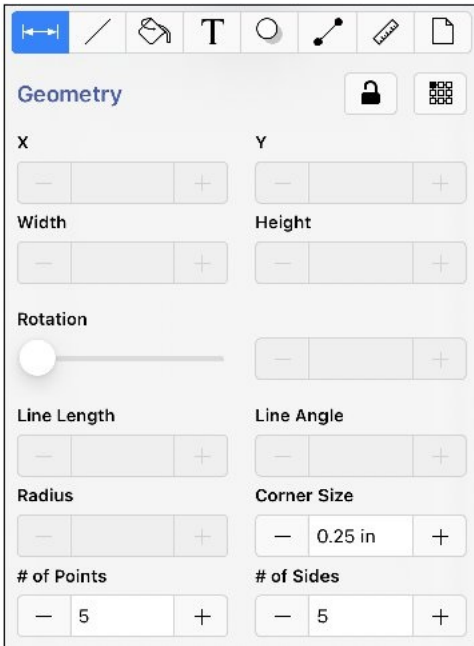 T
Geometry
X Y
Width Height
Rotation
Line Length Line Angle
Radius Corner Size
0.25 in
# of Points # of Sides
5 5